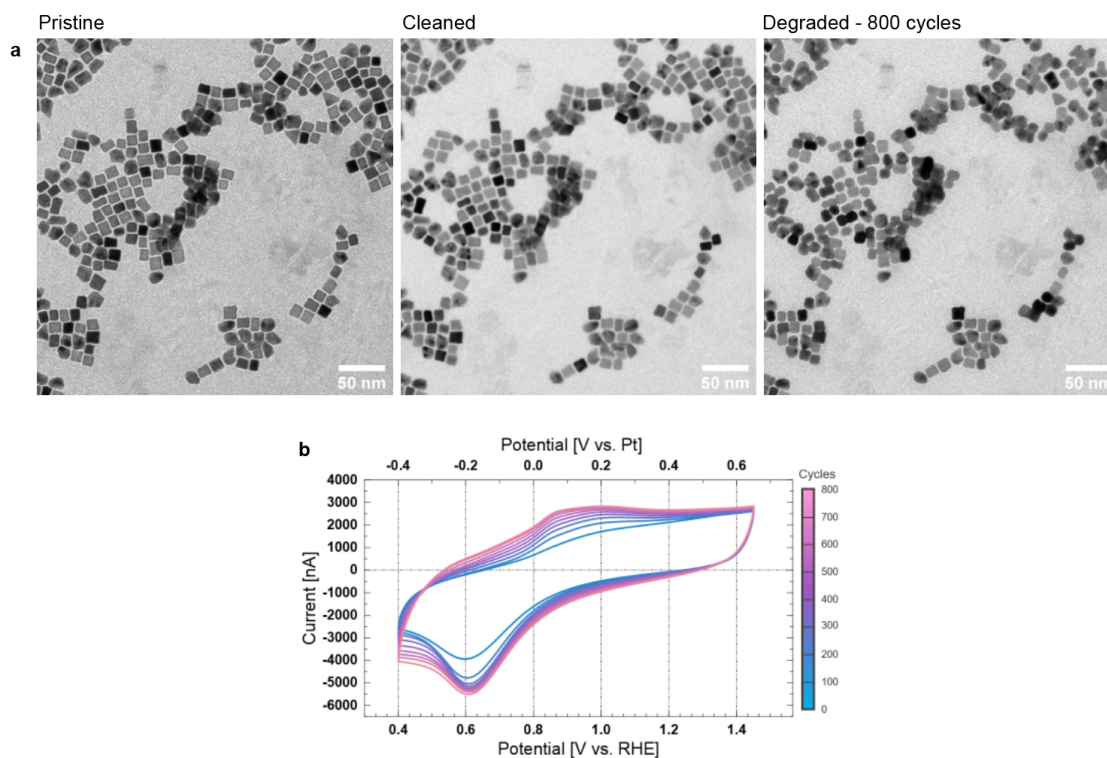 Pristine
Cleaned
Degraded - 800 cycles
a
50 nm
50 nm
50 nm
b
Potential [V vs. Pt]
-0.4 -0.2 0.0 0.2 0.4 0.6
Cycles
4000
3000
2000
1000
0
-1000
-2000
-3000
-4000
-5000
-6000
Current [nA]
800
700
600
500
400
300
200
100
0
0.4 0.6 0.8 1.0 1.2 1.4
Potential [V vs. RHE]